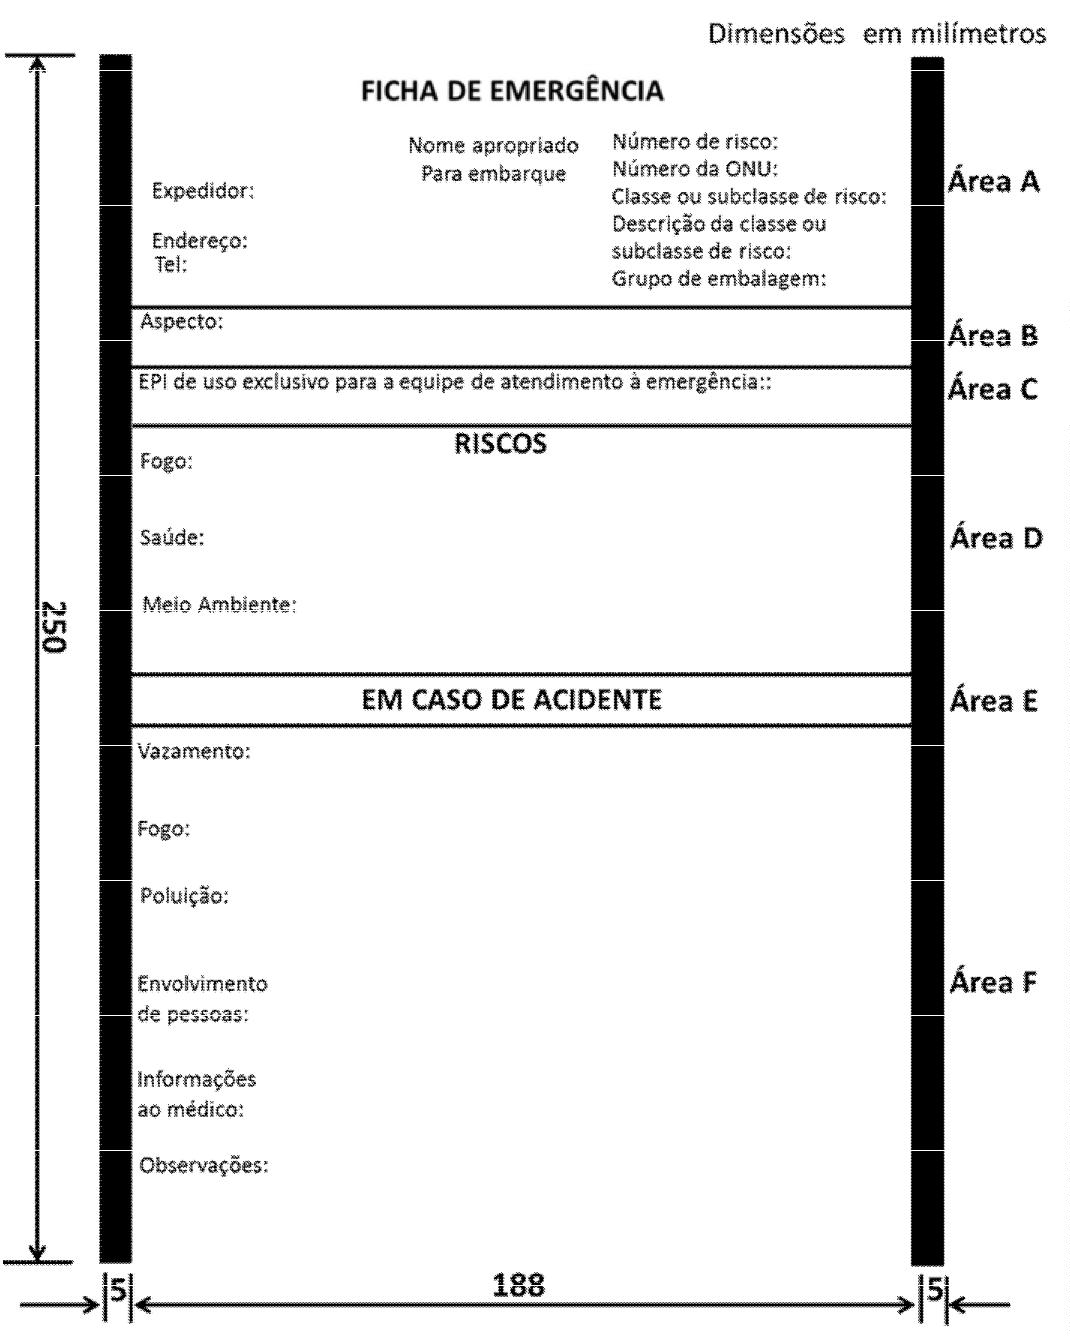 Dimensões em milímetros
FICHA DE EMERGÊNCIA
Nome apropriado
Para embarque
Número de risco:
Número da ONU:
Classe ou subclasse de risco:
Descrição da classe ou
subclasse de risco:
Grupo de embalagem:
Expedidor:
Endereço:
Tel:
Área A
Aspecto:
Área B
EPI de uso exclusivo para a equipe de atendimento à emergência::
Área C
RISCOS
Fogo:
Saúde:
Meio Ambiente:
Área D
250
EM CASO DE ACIDENTE
Área E
Vazamento:
Fogo:
Poluição:
Envolvimento
de pessoas:
Informações
ao médico:
Observações:
Área F
5
188
5